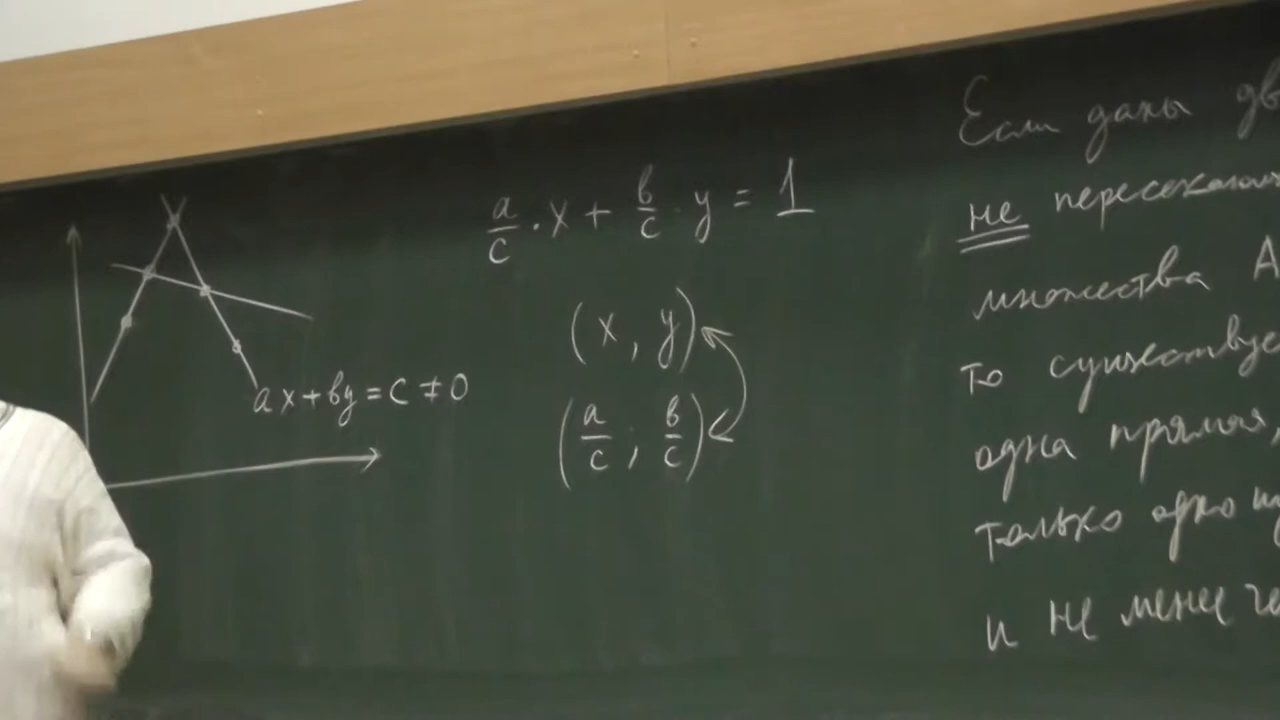 ax + by = c ≠ 0
a/c · x + b/c · y = 1
(x, y)
(a/c ; b/c)
Если даны дв
не пересекающ
множества A
то существуе
одна прямая,
только одно
и не менее че